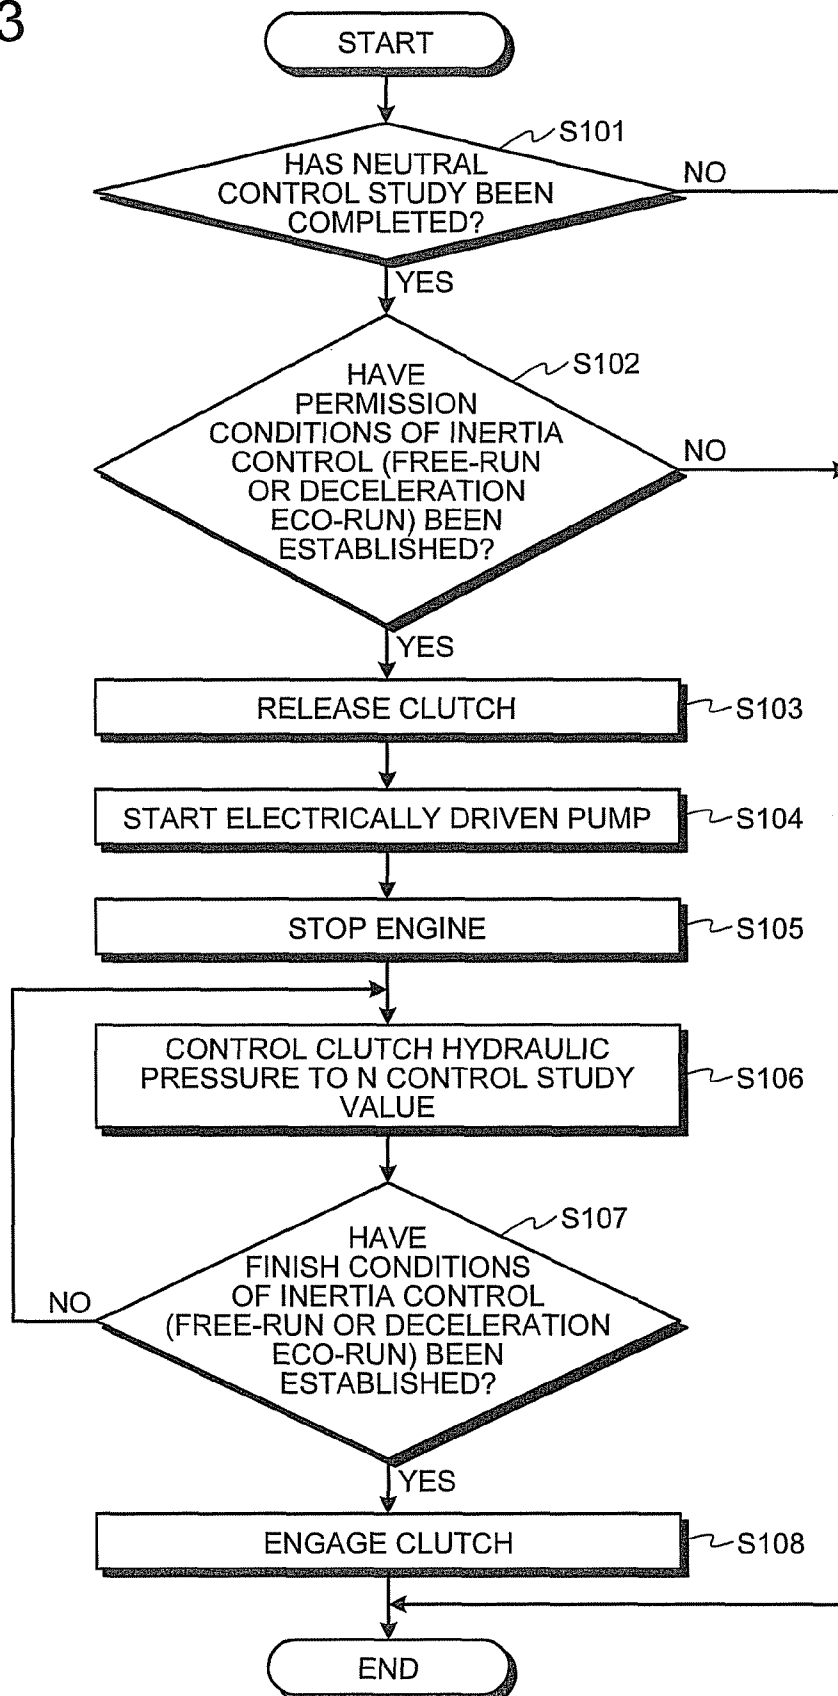 3
START
S101
HAS NEUTRAL
CONTROL STUDY BEEN
COMPLETED?
NO
YES
S102
HAVE
PERMISSION
CONDITIONS OF INERTIA
CONTROL (FREE-RUN
OR DECELERATION
ECO-RUN) BEEN
ESTABLISHED?
NO
YES
RELEASE CLUTCH
S103
START ELECTRICALLY DRIVEN PUMP
S104
STOP ENGINE
S105
CONTROL CLUTCH HYDRAULIC
PRESSURE TO N CONTROL STUDY
VALUE
S106
S107
HAVE
FINISH CONDITIONS
OF INERTIA CONTROL
(FREE-RUN OR DECELERATION
ECO-RUN) BEEN
ESTABLISHED?
NO
YES
ENGAGE CLUTCH
S108
END